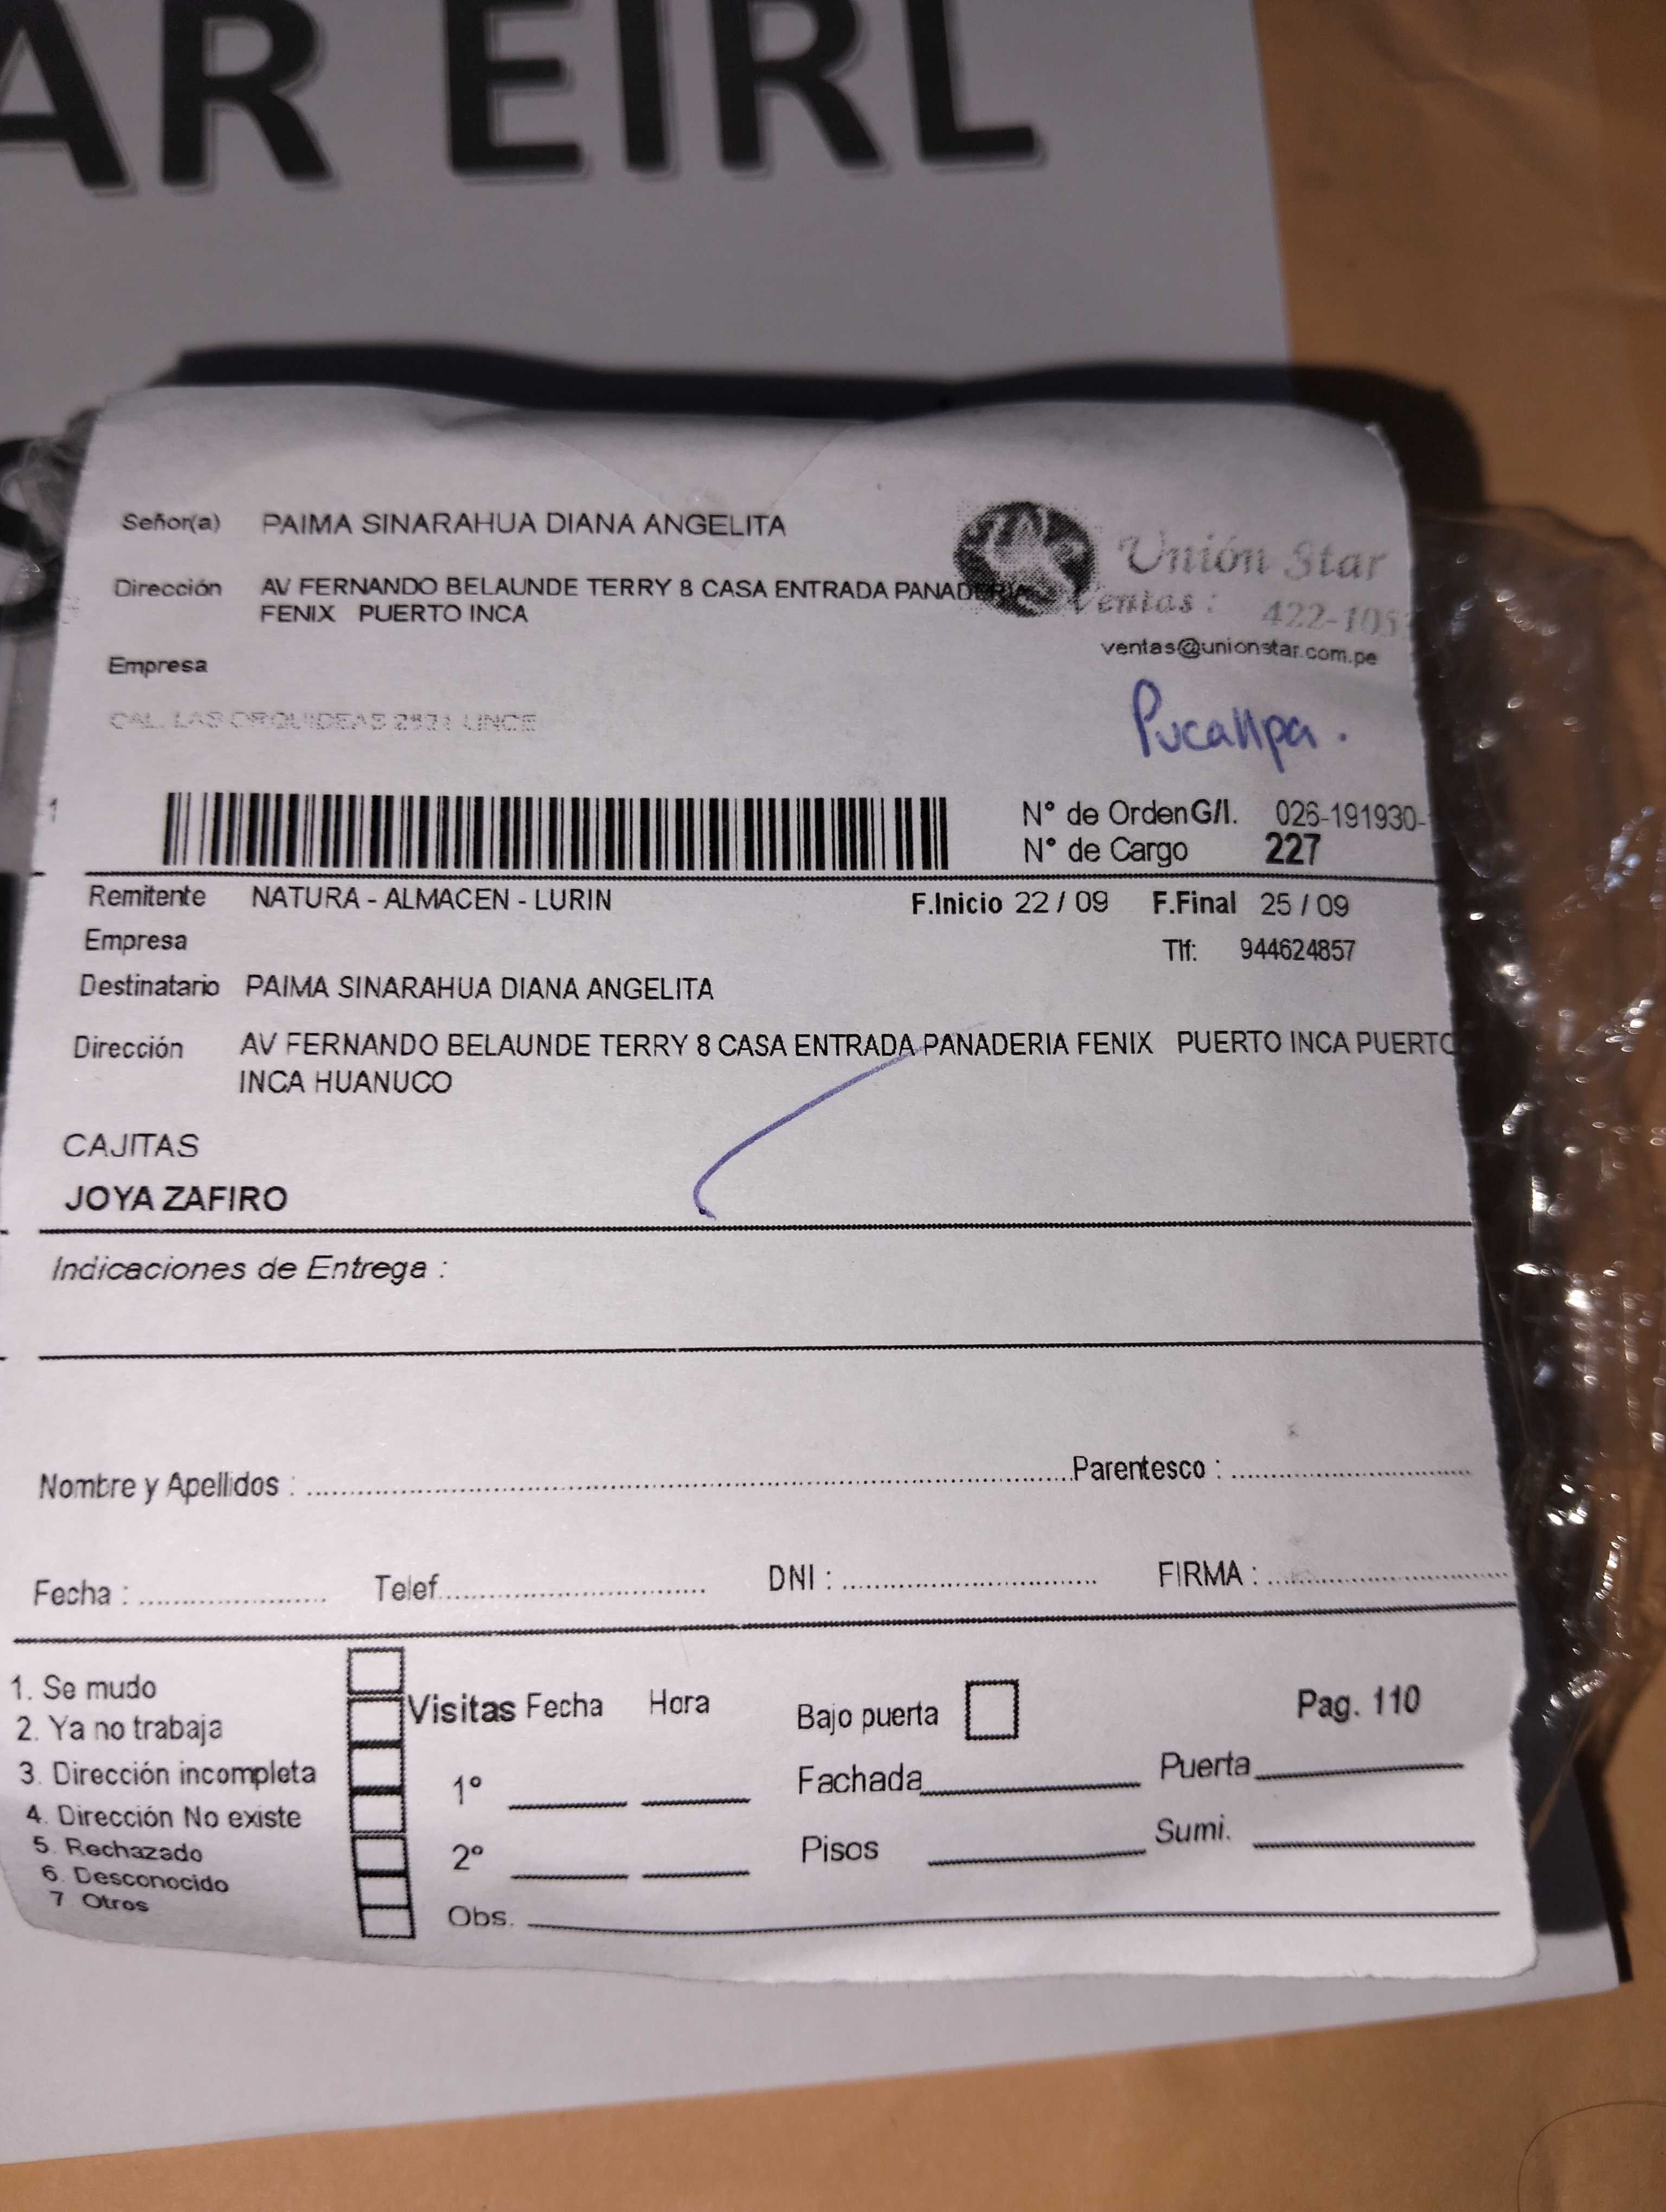 AR EIRL
Señor(a) PAIMA SINARAHUA DIANA ANGELITA
Unión Star
Dirección AV FERNANDO BELAUNDE TERRY 8 CASA ENTRADA PANADERIA
FENIX PUERTO INCA
Ventas : 422-105
ventas@unionstar.com.pe
Empresa
CAL. LAS ORQUIDEAS LINCE
Pucallpa.
N° de Orden G/I. 026-191930-
N° de Cargo 227
Remitente NATURA - ALMACEN - LURIN F.Inicio 22 / 09 F.Final 25 / 09
Empresa Tlf: 944624857
Destinatario PAIMA SINARAHUA DIANA ANGELITA
Dirección AV FERNANDO BELAUNDE TERRY 8 CASA ENTRADA PANADERIA FENIX PUERTO INCA PUERTO
INCA HUANUCO
CAJITAS
JOYA ZAFIRO
Indicaciones de Entrega :
Nombre y Apellidos : Parentesco :
Fecha : Telef DNI : FIRMA :
1. Se mudo
2. Ya no trabaja
3. Dirección incompleta
4. Dirección No existe
5. Rechazado
6. Desconocido
7 Otros
Visitas Fecha Hora
1°
2°
Obs.
Bajo puerta Pag. 110
Fachada Puerta
Pisos Sumi.